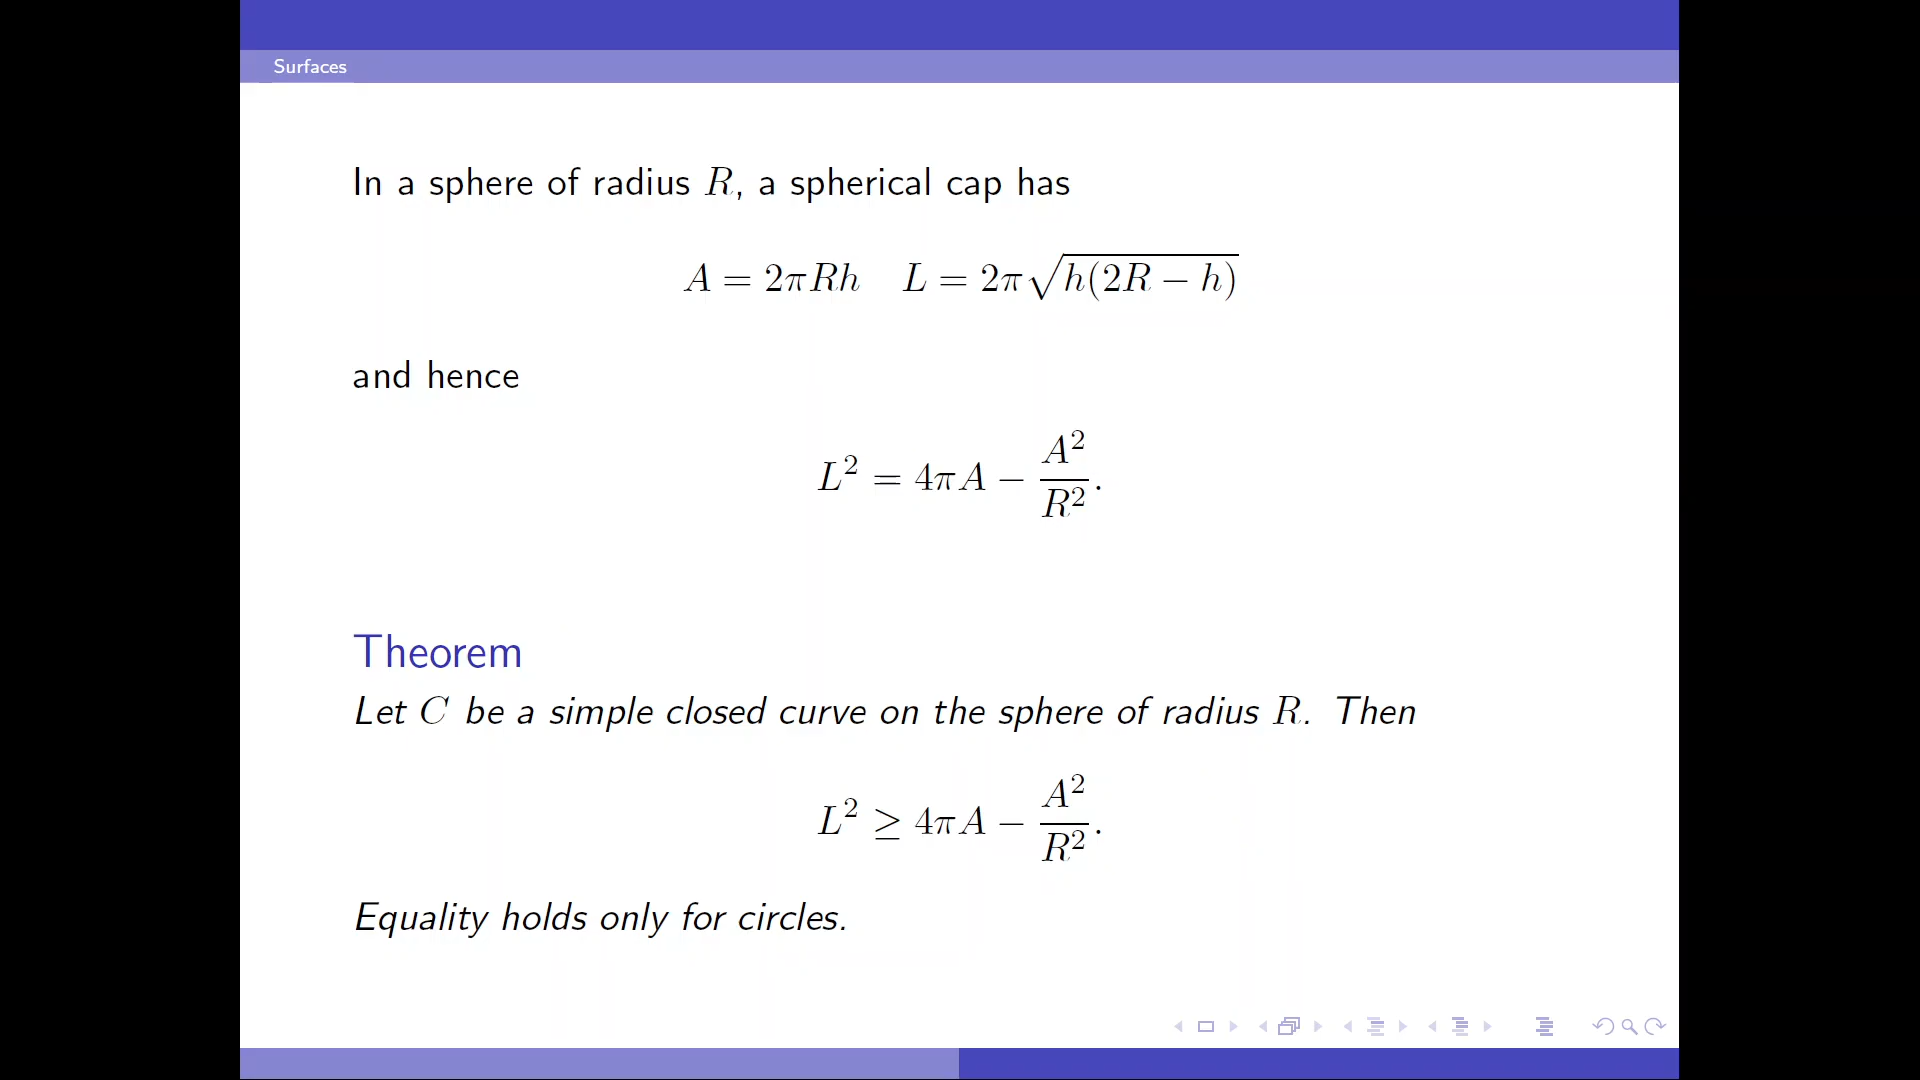 Surfaces
In a sphere of radius R, a spherical cap has
A = 2πRh L = 2π√(h(2R − h))
and hence
L² = 4πA − A²/R².
Theorem
Let C be a simple closed curve on the sphere of radius R. Then
L² ≥ 4πA − A²/R².
Equality holds only for circles.